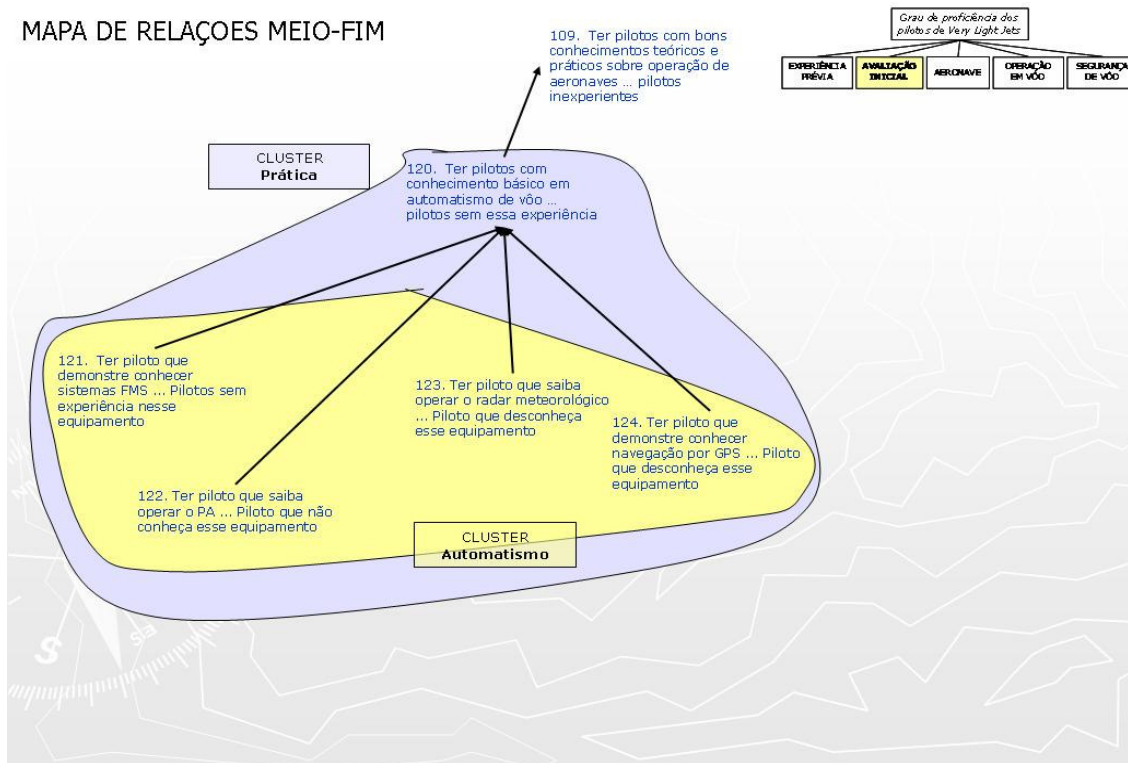 MAPA DE RELAÇOES MEIO-FIM
Grau de proficiência dos
pilotos de Very Light Jets
EXPERIÊNCIA
PRÉVIA
AVALIAÇÃO
INICIAL
AERONAVE
OPERAÇÃO
EM VÔO
SEGURANÇA
DE VÔO
109. Ter pilotos com bons
conhecimentos teóricos e
práticos sobre operação de
aeronaves ... pilotos
inexperientes
CLUSTER
Prática
120. Ter pilotos com
conhecimento básico em
automatismo de vôo ...
pilotos sem essa experiência
121. Ter piloto que
demonstre conhecer
sistemas FMS ... Pilotos sem
experiência nesse
equipamento
123. Ter piloto que saiba
operar o radar meteorológico
... Piloto que desconheça
esse equipamento
124. Ter piloto que
demonstre conhecer
navegação por GPS ... Piloto
que desconheça esse
equipamento
122. Ter piloto que saiba
operar o PA ... Piloto que não
conheça esse equipamento
CLUSTER
Automatismo
S
ES